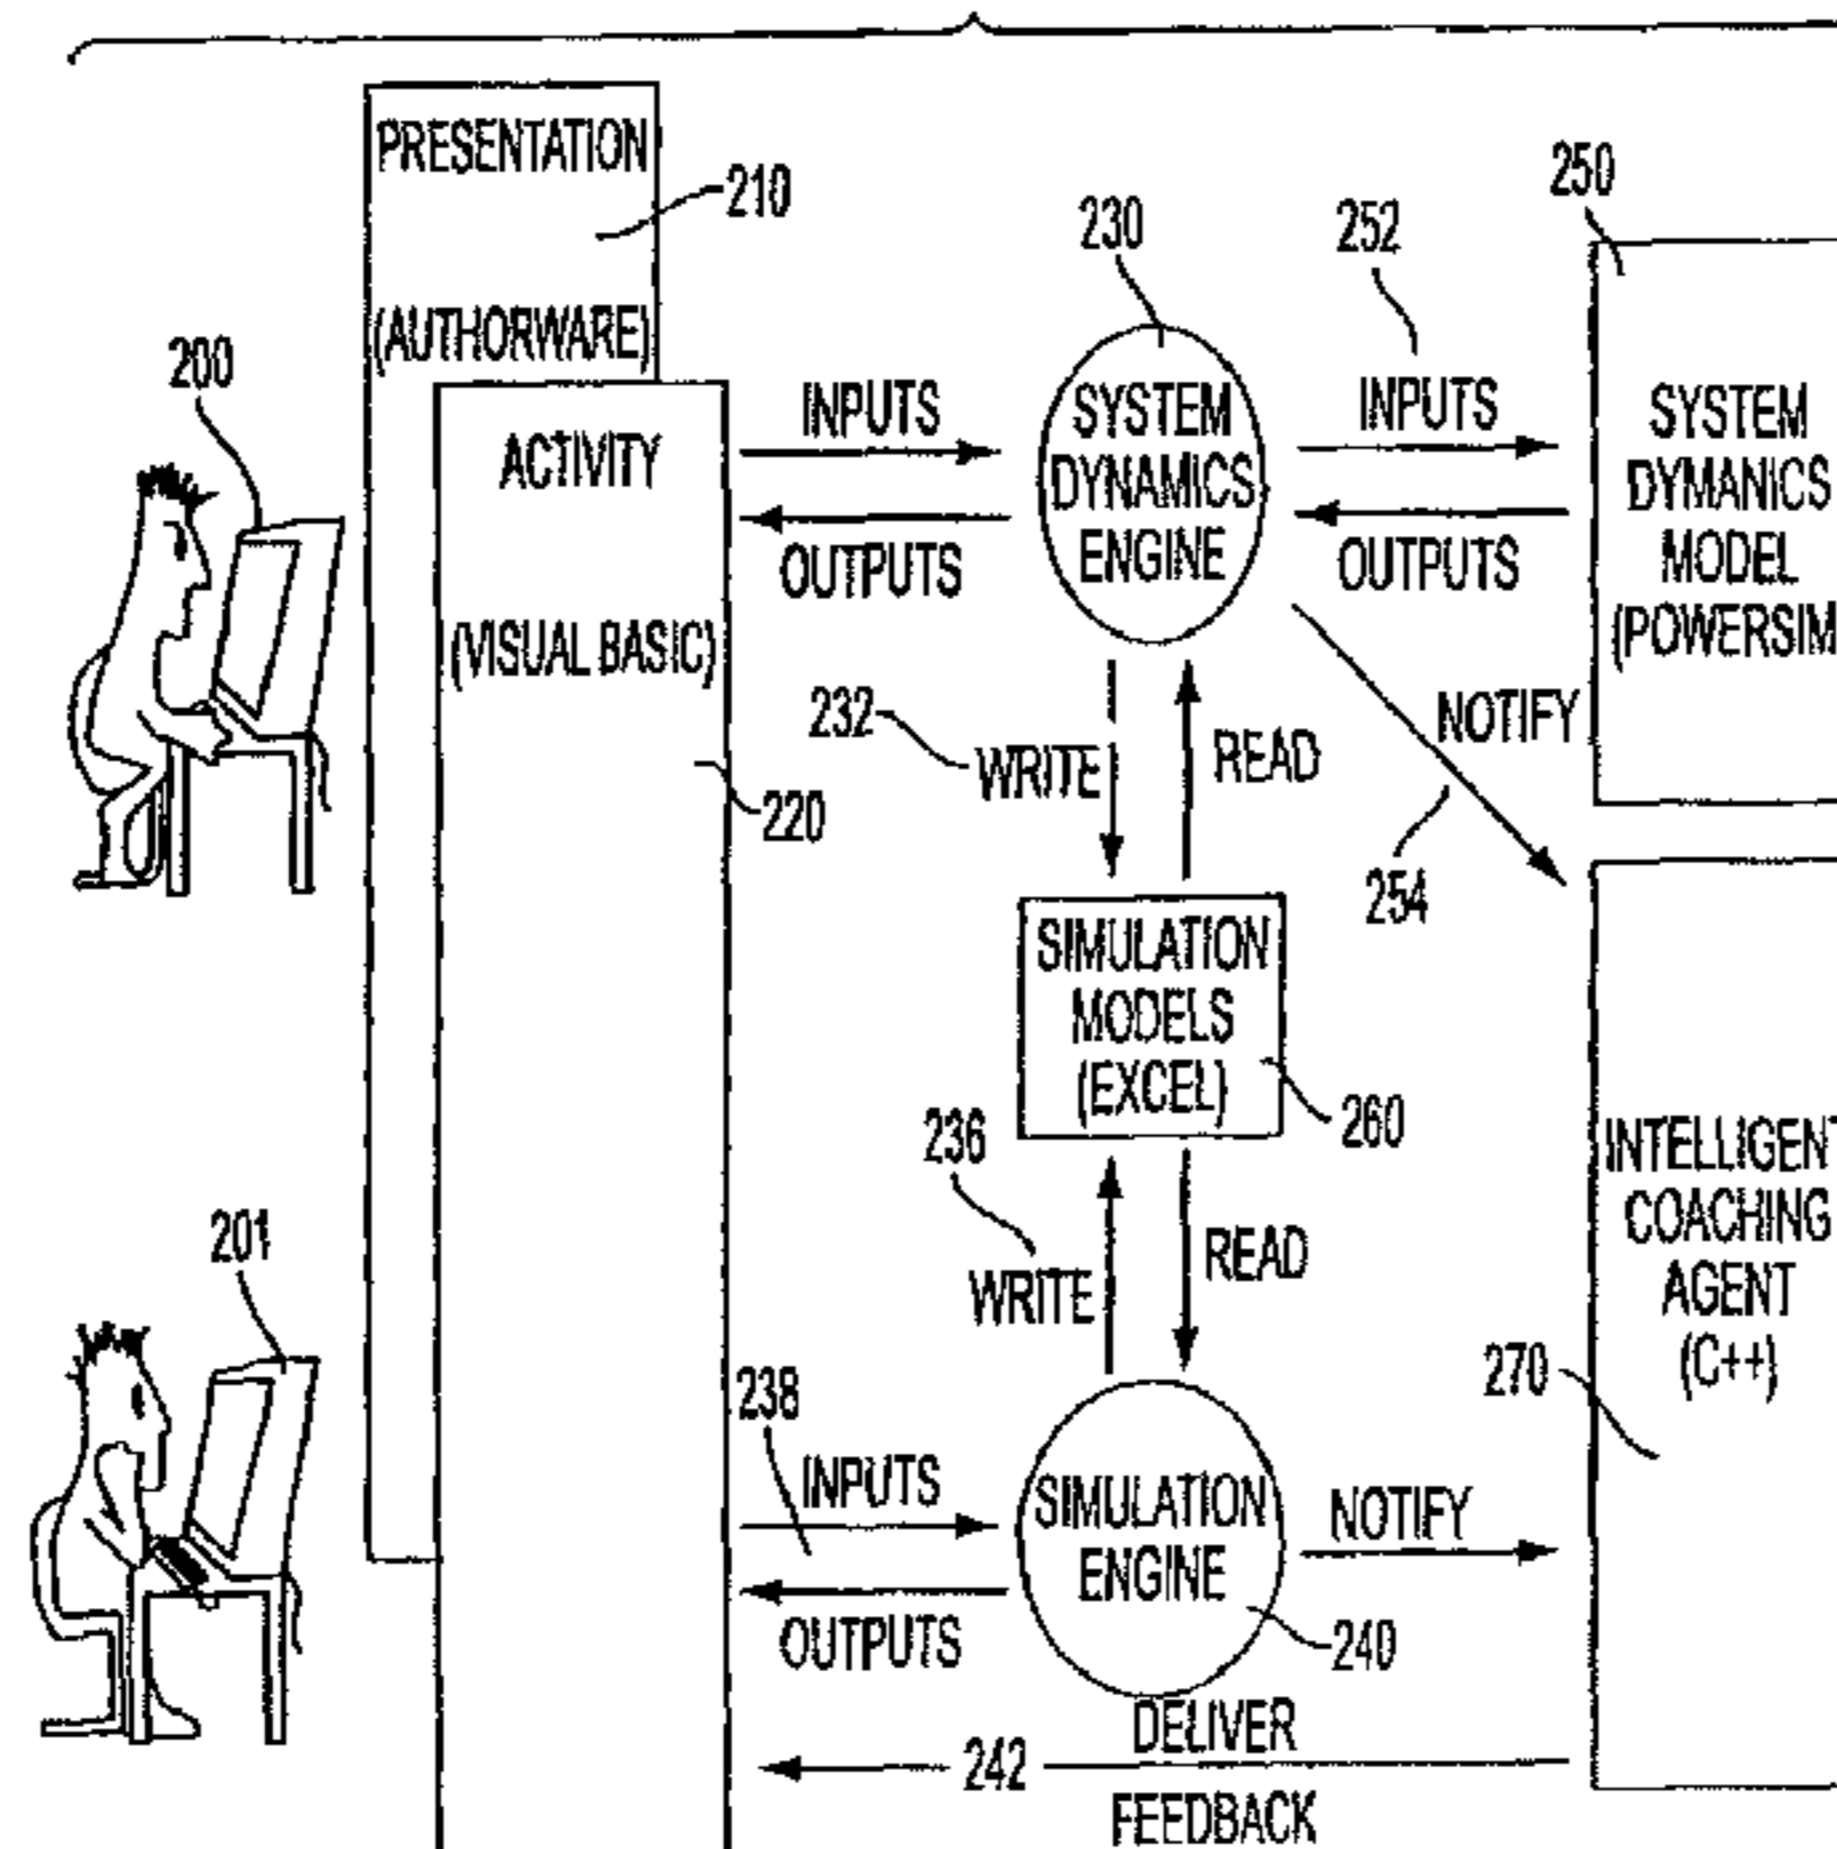 PRESENTATION
210
(AUTHORWARE)
200
ACTIVITY
(VISUAL BASIC)
220
INPUTS
OUTPUTS
230
SYSTEM
DYNAMICS
ENGINE
252
INPUTS
OUTPUTS
250
SYSTEM
DYMANICS
MODEL
(POWERSIM
232
WRITE
READ
NOTIFY
254
SIMULATION
MODELS
(EXCEL)
260
236
WRITE
READ
INTELLIGENT
COACHING
AGENT
(C++)
270
201
238
INPUTS
OUTPUTS
SIMULATION
ENGINE
240
NOTIFY
DELIVER
242
FEEDBACK